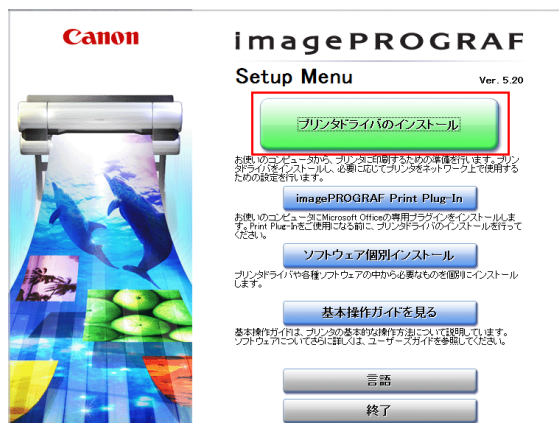 Canon
imagePROGRAF
Setup Menu
Ver. 5.20
プリンタドライバのインストール
お使いのコンピュータから、プリンタに印刷するための準備を行います。プリン
タドライバをインストールし、必要に応じてプリンタをネットワーク上で使用する
ための設定を行います。
imagePROGRAF Print Plug-In
お使いのコンピュータにMicrosoft Officeの専用プラグインをインストールしま
す。Print Plug-Inをご使用になる前に、プリンタドライバのインストールを行って
ください。
ソフトウェア個別インストール
プリンタドライバや各種ソフトウェアの中から必要なものを個別にインストール
します。
基本操作ガイドを見る
基本操作ガイドは、プリンタの基本的な操作方法について説明しています。
ソフトウェアについてさらに詳しくは、ユーザーズガイドを参照してください。
言語
終了